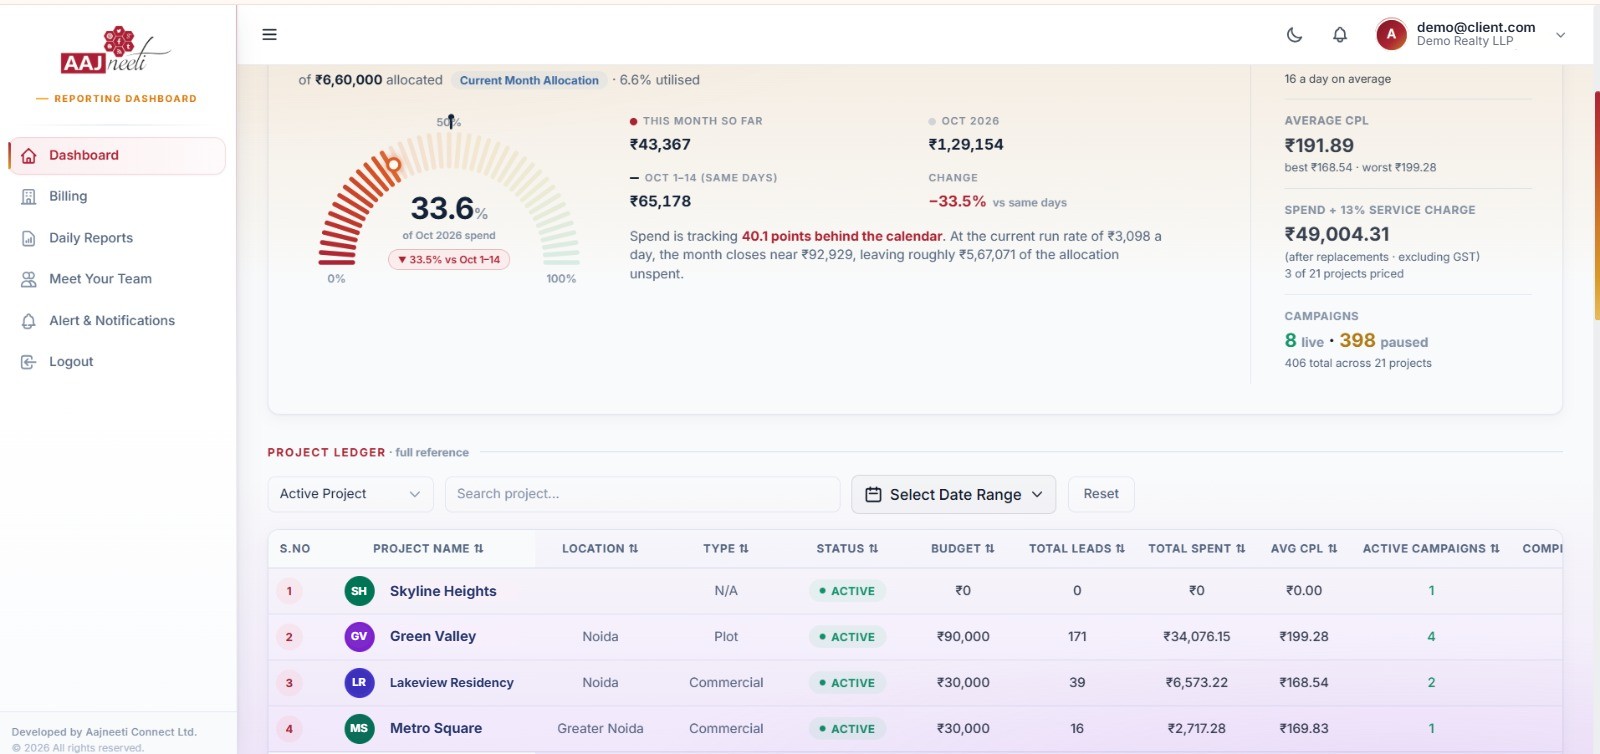 AAJneeti
REPORTING DASHBOARD
Dashboard
Billing
Daily Reports
Meet Your Team
Alert & Notifications
Logout
Developed by Aajneeti Connect Ltd.
© 2026 All rights reserved.
A
demo@client.com
Demo Realty LLP
of ₹6,60,000 allocated Current Month Allocation · 6.6% utilised
50%
33.6%
of Oct 2026 spend
▼ 33.5% vs Oct 1–14
0%
100%
THIS MONTH SO FAR
₹43,367
OCT 2026
₹1,29,154
OCT 1–14 (SAME DAYS)
₹65,178
CHANGE
−33.5% vs same days
Spend is tracking 40.1 points behind the calendar. At the current run rate of ₹3,098 a
day, the month closes near ₹92,929, leaving roughly ₹5,67,071 of the allocation
unspent.
16 a day on average
AVERAGE CPL
₹191.89
best ₹168.54 · worst ₹199.28
SPEND + 13% SERVICE CHARGE
₹49,004.31
(after replacements · excluding GST)
3 of 21 projects priced
CAMPAIGNS
8 live · 398 paused
406 total across 21 projects
PROJECT LEDGER · full reference
Active Project
Search project...
Select Date Range
Reset
S.NO PROJECT NAME ⇅ LOCATION ⇅ TYPE ⇅ STATUS ⇅ BUDGET ⇅ TOTAL LEADS ⇅ TOTAL SPENT ⇅ AVG CPL ⇅ ACTIVE CAMPAIGNS ⇅ COMPL
1 SH Skyline Heights N/A ACTIVE ₹0 0 ₹0 ₹0.00 1
2 GV Green Valley Noida Plot ACTIVE ₹90,000 171 ₹34,076.15 ₹199.28 4
3 LR Lakeview Residency Noida Commercial ACTIVE ₹30,000 39 ₹6,573.22 ₹168.54 2
4 MS Metro Square Greater Noida Commercial ACTIVE ₹30,000 16 ₹2,717.28 ₹169.83 1